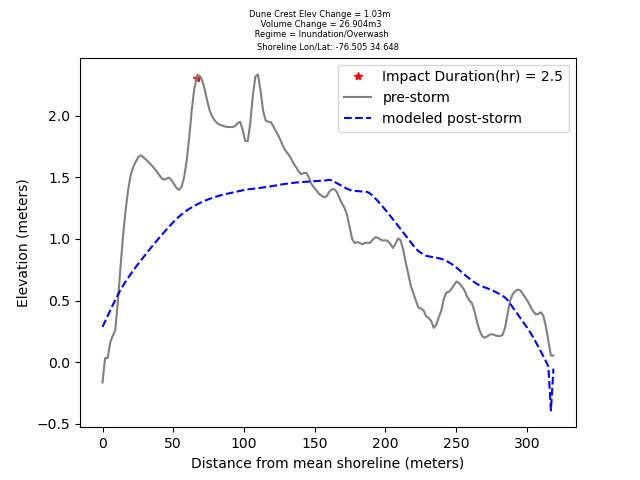 Dune Crest Elev Change = 1.03m
Volume Change = 26.904m3
Regime = Inundation/Overwash
Shoreline Lon/Lat: -76.505 34.648
Impact Duration(hr) = 2.5
pre-storm
modeled post-storm
Elevation (meters)
2.0
1.5
1.0
0.5
0.0
−0.5
0 50 100 150 200 250 300
Distance from mean shoreline (meters)